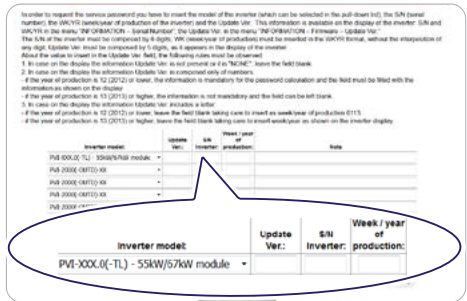 In order to request the service password you have to insert the model of the inverter (which can be selected in the pull-down list), the S/N (serial
number), the WK/YR (week/year of production of the inverter) and the Update Ver. This information is available on the display of the inverter: S/N and
WK/YR in the menu "INFORMATION - Serial Number", the Update Ver. is the menu "INFORMATION - Firmware - Update Ver."
The S/N of the inverter must be composed by 6 digits; WK (week/year of production) must be inserted in the WK/YR format, without the interposition of
any digit; Update Ver. must be composed by 5 digits, as it appears in the display of the inverter
About the value to insert in the Update Ver. field, the following rules must be observed:
1. In case on the display the information Update Ver. is not present or it is "NONE", leave the field blank
2. In case on the display the information Update Ver. is composed only of numbers
- if the year of production is 12 (2012) or lower, the information is mandatory for the password calculation and the field must be filled with the
information as shown on the display
- if the year of production is 13 (2013) or higher, the information is not mandatory and the field can be left blank.
3. In case on the display the information Update Ver. includes a letter
- if the year of production is 12 (2012) or lower, leave the field blank taking care to insert as week/year of production 0113.
- if the year of production is 13 (2013) or higher, leave the field blank taking care to insert week/year as shown on the inverter display
Inverter model: Update Ver.: S/N Inverter: Week / year of production: Note
PVI-XXX.0(-TL) - 55kW/67kW module
PVI-2000(-OUTD)-XX
PVI-2000(-OUTD)-XX
PVI-2000(-OUTD)-XX
Week / year
Update S/N of
Inverter model: Ver.: Inverter: production:
PVI-XXX.0(-TL) - 55kW/67kW module